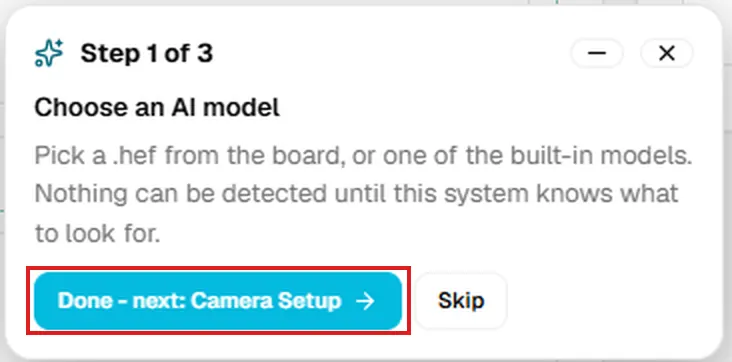 Step 1 of 3
Choose an AI model
Pick a .hef from the board, or one of the built-in models.
Nothing can be detected until this system knows what
to look for.
Done - next: Camera Setup →
Skip